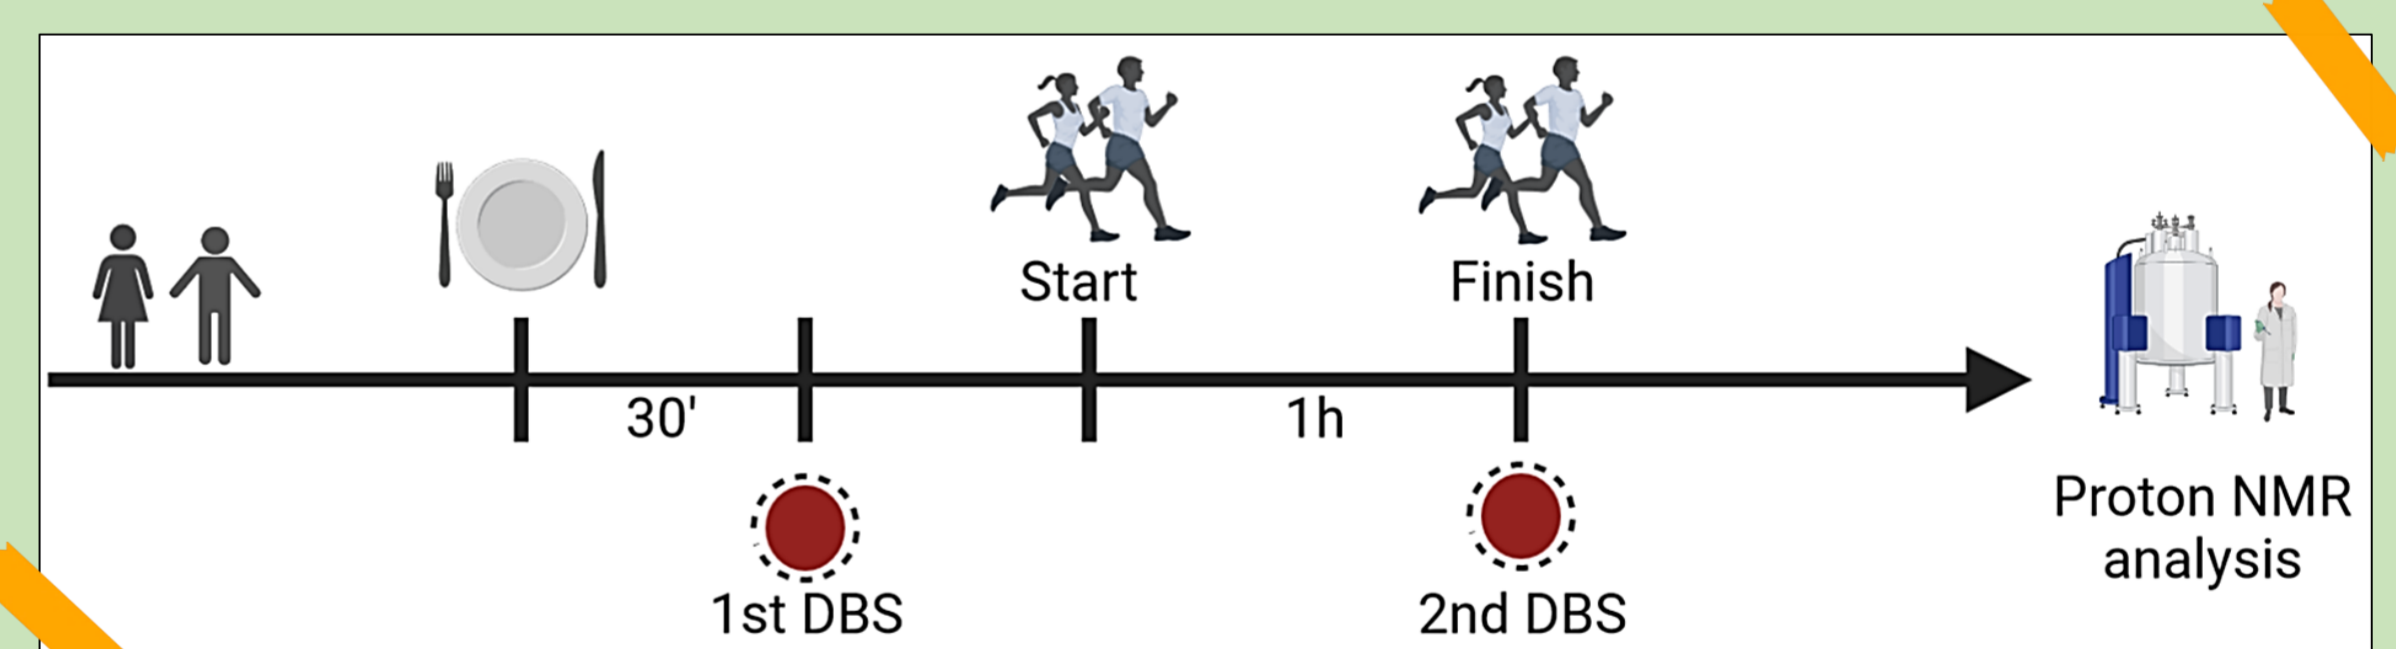 Start
Finish
30'
1h
1st DBS
2nd DBS
Proton NMR
analysis